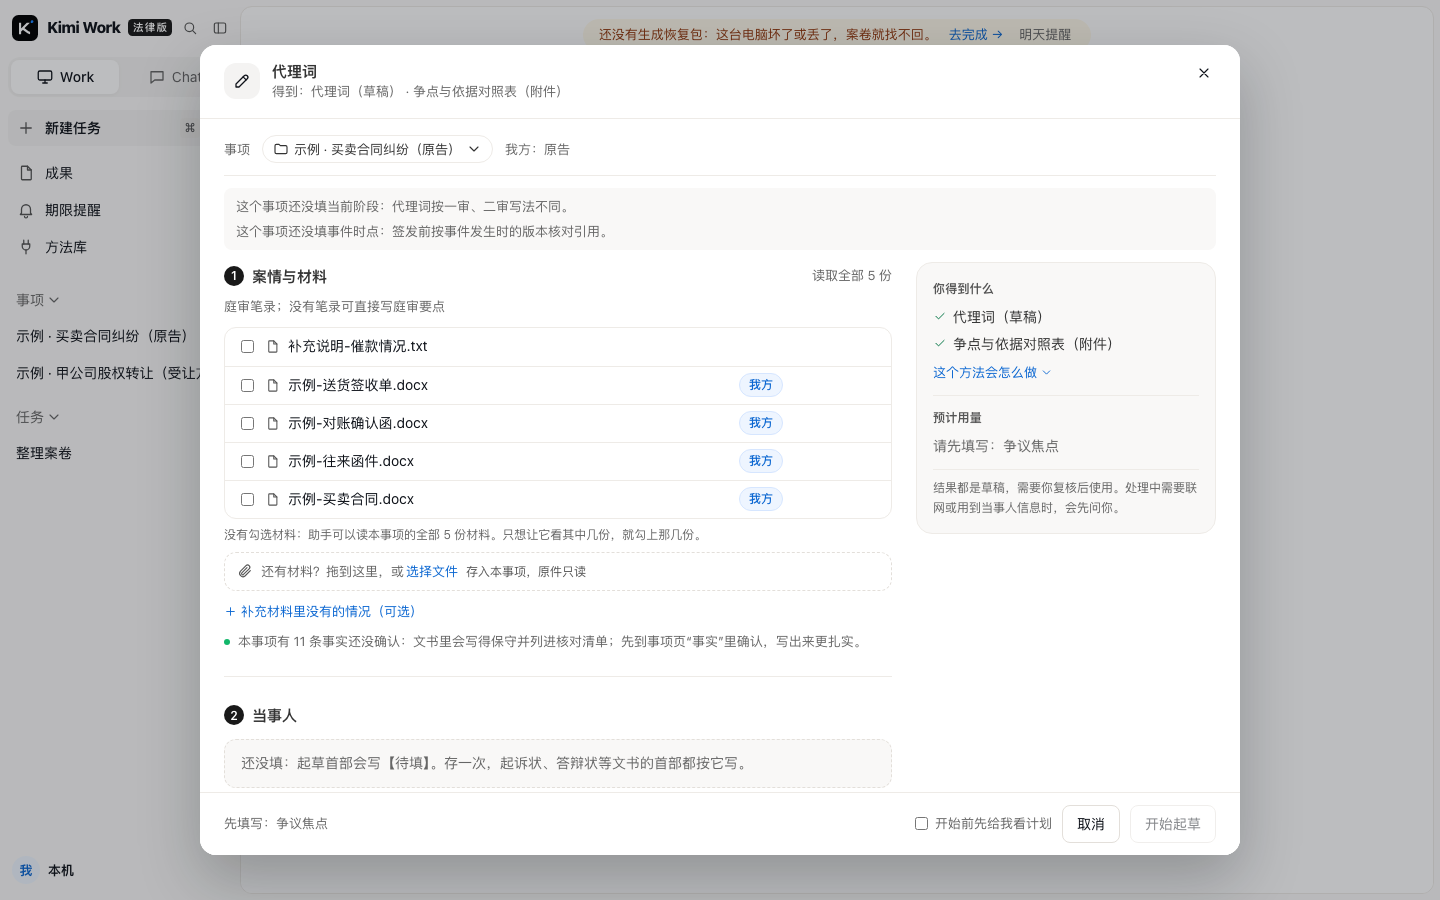 Kimi Work 法律版
还没有生成恢复包：这台电脑坏了或丢了，案卷就找不回。 去完成 → 明天提醒
Work
Chat
新建任务 ⌘
成果
期限提醒
方法库
事项
示例 · 买卖合同纠纷（原告）
示例 · 甲公司股权转让（受让
任务
整理案卷
我 本机
代理词
得到：代理词（草稿） · 争点与依据对照表（附件）
事项 示例 · 买卖合同纠纷（原告） 我方：原告
这个事项还没填当前阶段：代理词按一审、二审写法不同。
这个事项还没填事件时点：签发前按事件发生时的版本核对引用。
1 案情与材料 读取全部 5 份
庭审笔录；没有笔录可直接写庭审要点
补充说明-催款情况.txt
示例-送货签收单.docx 我方
示例-对账确认函.docx 我方
示例-往来函件.docx 我方
示例-买卖合同.docx 我方
没有勾选材料：助手可以读本事项的全部 5 份材料。只想让它看其中几份，就勾上那几份。
还有材料？拖到这里，或 选择文件 存入本事项，原件只读
+ 补充材料里没有的情况（可选）
本事项有 11 条事实还没确认：文书里会写得保守并列进核对清单；先到事项页“事实”里确认，写出来更扎实。
2 当事人
还没填：起草首部会写【待填】。存一次，起诉状、答辩状等文书的首部都按它写。
你得到什么
代理词（草稿）
争点与依据对照表（附件）
这个方法会怎么做
预计用量
请先填写：争议焦点
结果都是草稿，需要你复核后使用。处理中需要联
网或用到当事人信息时，会先问你。
先填写：争议焦点
开始前先给我看计划 取消 开始起草